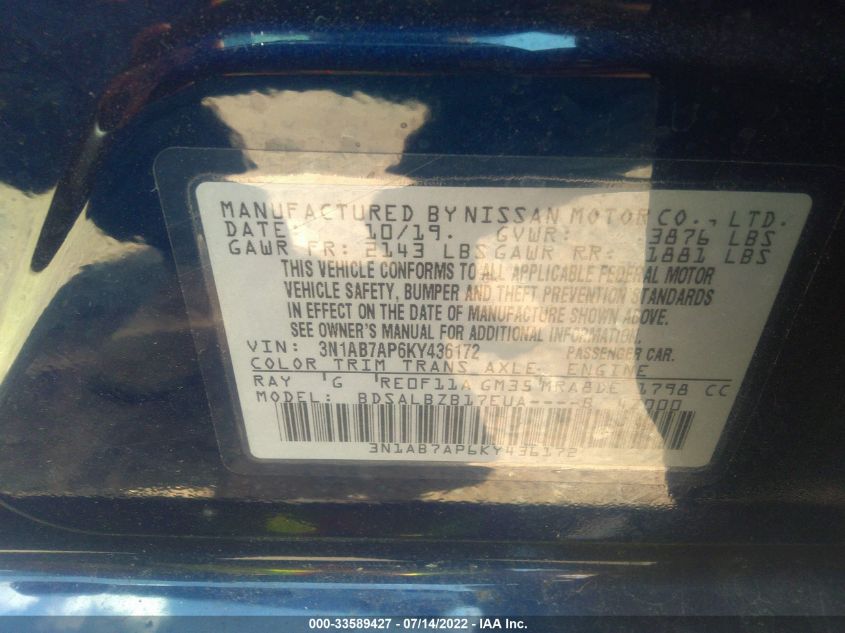 MANUFACTURED BY NISSAN MOTOR CO., LTD.
DATE: 10/19. GVWR: 3876 LBS
GAWR FR: 2143 LBS GAWR RR: 1881 LBS
THIS VEHICLE CONFORMS TO ALL APPLICABLE FEDERAL MOTOR
VEHICLE SAFETY, BUMPER AND THEFT PREVENTION STANDARDS
IN EFFECT ON THE DATE OF MANUFACTURE SHOWN ABOVE.
SEE OWNER'S MANUAL FOR ADDITIONAL INFORMATION.
VIN: 3N1AB7AP6KY436172 PASSENGER CAR.
COLOR TRIM TRANS AXLE ENGINE
RAY G RE0F11A GM35 MRA8DE 1798 CC
MODEL: BDSALBZB17EUA----B
3N1AB7AP6KY436172
000-33589427 - 07/14/2022 - IAA Inc.